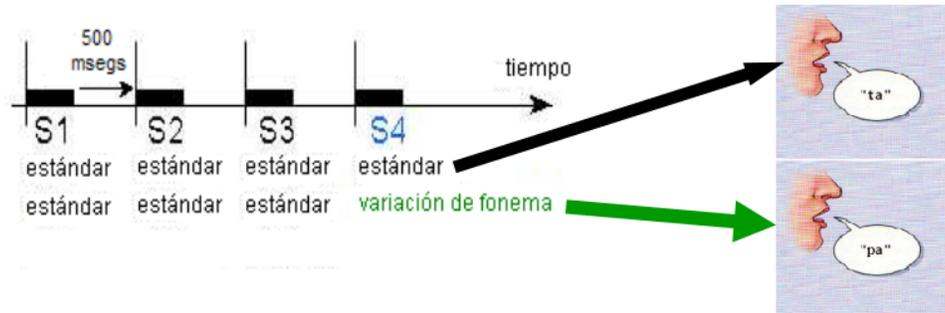 500
msegs
tiempo
S1 S2 S3 S4
estándar estándar estándar estándar
estándar estándar estándar variación de fonema
"ta"
"pa"